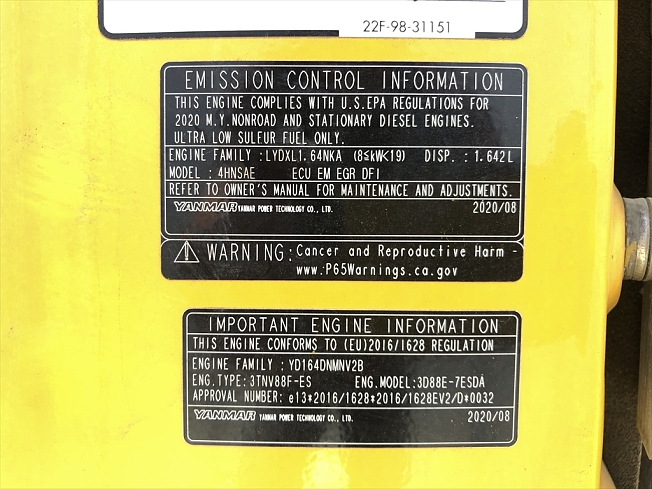 22F-98-31151
EMISSION CONTROL INFORMATION
THIS ENGINE COMPLIES WITH U.S.EPA REGULATIONS FOR
2020 M.Y.NONROAD AND STATIONARY DIESEL ENGINES.
ULTRA LOW SULFUR FUEL ONLY.
ENGINE FAMILY :LYDXL1.64NKA (8≦kW<19) DISP. :1.642L
MODEL :4HNSAE ECU EM EGR DFI
REFER TO OWNER'S MANUAL FOR MAINTENANCE AND ADJUSTMENTS.
YANMAR YANMAR POWER TECHNOLOGY CO., LTD. 2020/08
WARNING: Cancer and Reproductive Harm -
www.P65Warnings.ca.gov
IMPORTANT ENGINE INFORMATION
THIS ENGINE CONFORMS TO (EU)2016/1628 REGULATION
ENGINE FAMILY : YD164DNMNV2B
ENG.TYPE:3TNV88F-ES ENG.MODEL:3D88E-7ESDA
APPROVAL NUMBER: e13*2016/1628*2016/1628EV2/D*0032
YANMAR YANMAR POWER TECHNOLOGY CO., LTD. 2020/08